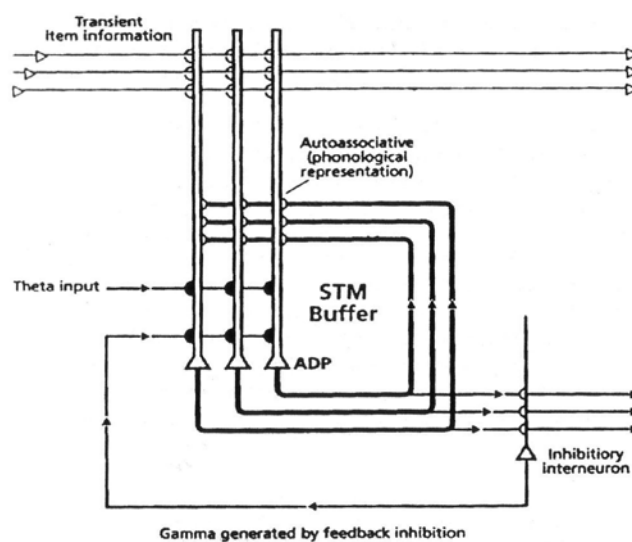 Transient
Item information
Autoassociative
(phonological
representation)
Theta input
STM
Buffer
ADP
Inhibitiory
interneuron
Gamma generated by feedback inhibition